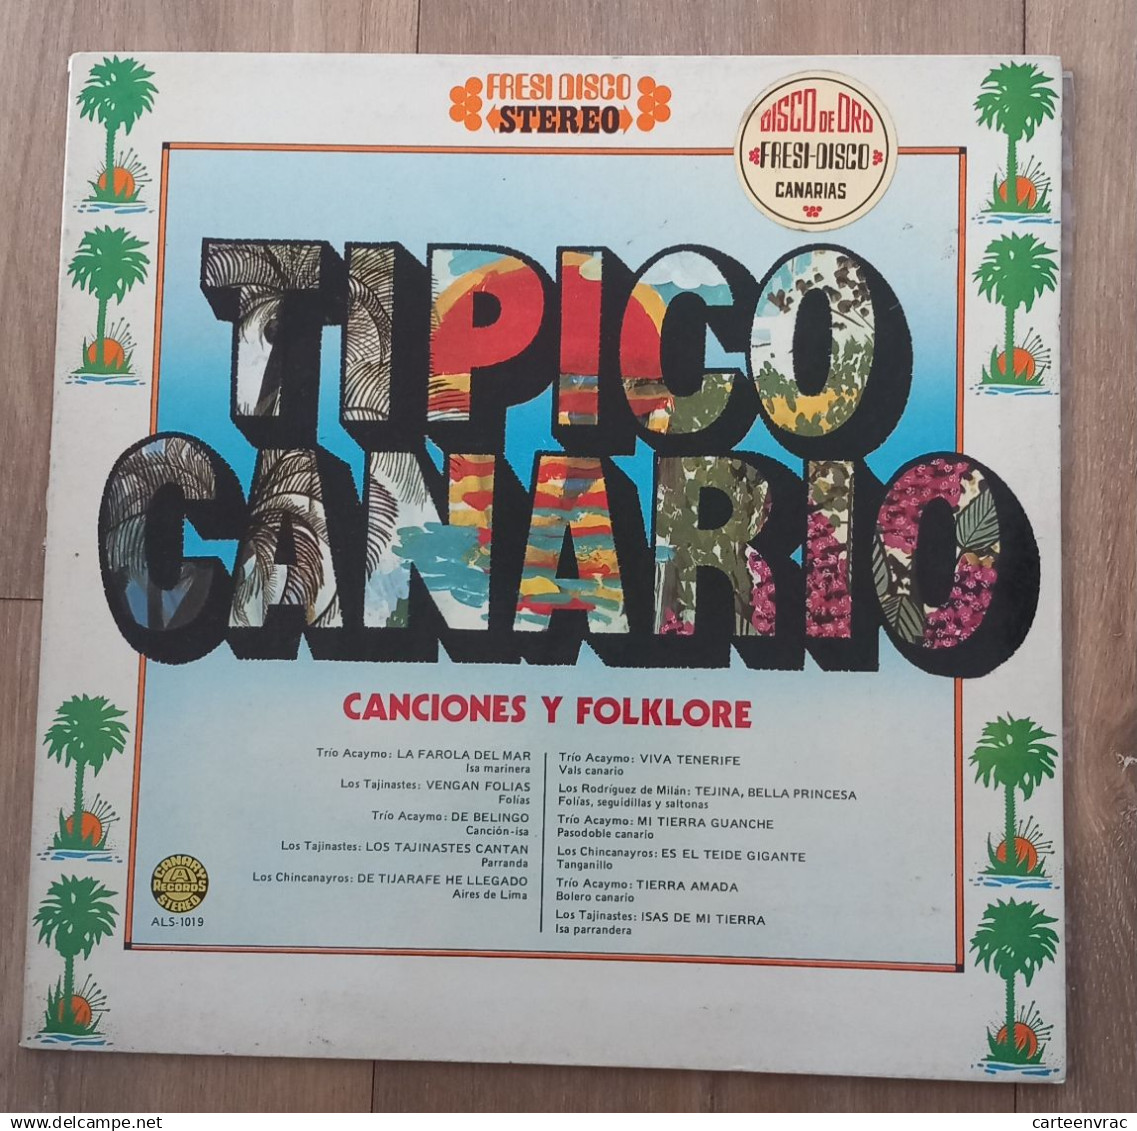 FRESI DISCO
STEREO
DISCO DE ORO
FRESI-DISCO
CANARIAS
TIPICO
CANARIO
CANCIONES Y FOLKLORE
Trío Acaymo: LA FAROLA DEL MAR
Isa marinera
Los Tajinastes: VENGAN FOLIAS
Folías
Trío Acaymo: DE BELINGO
Canción-isa
Los Tajinastes: LOS TAJINASTES CANTAN
Parranda
Los Chincanayros: DE TIJARAFE HE LLEGADO
Aires de Lima
Trío Acaymo: VIVA TENERIFE
Vals canario
Los Rodríguez de Milán: TEJINA, BELLA PRINCESA
Folías, seguidillas y saltonas
Trío Acaymo: MI TIERRA GUANCHE
Pasodoble canario
Los Chincanayros: ES EL TEIDE GIGANTE
Tanganillo
Trío Acaymo: TIERRA AMADA
Bolero canario
Los Tajinastes: ISAS DE MI TIERRA
Isa parrandera
CANARY
RECORDS
STEREO
ALS-1019
delcampe.net
carteenvrac